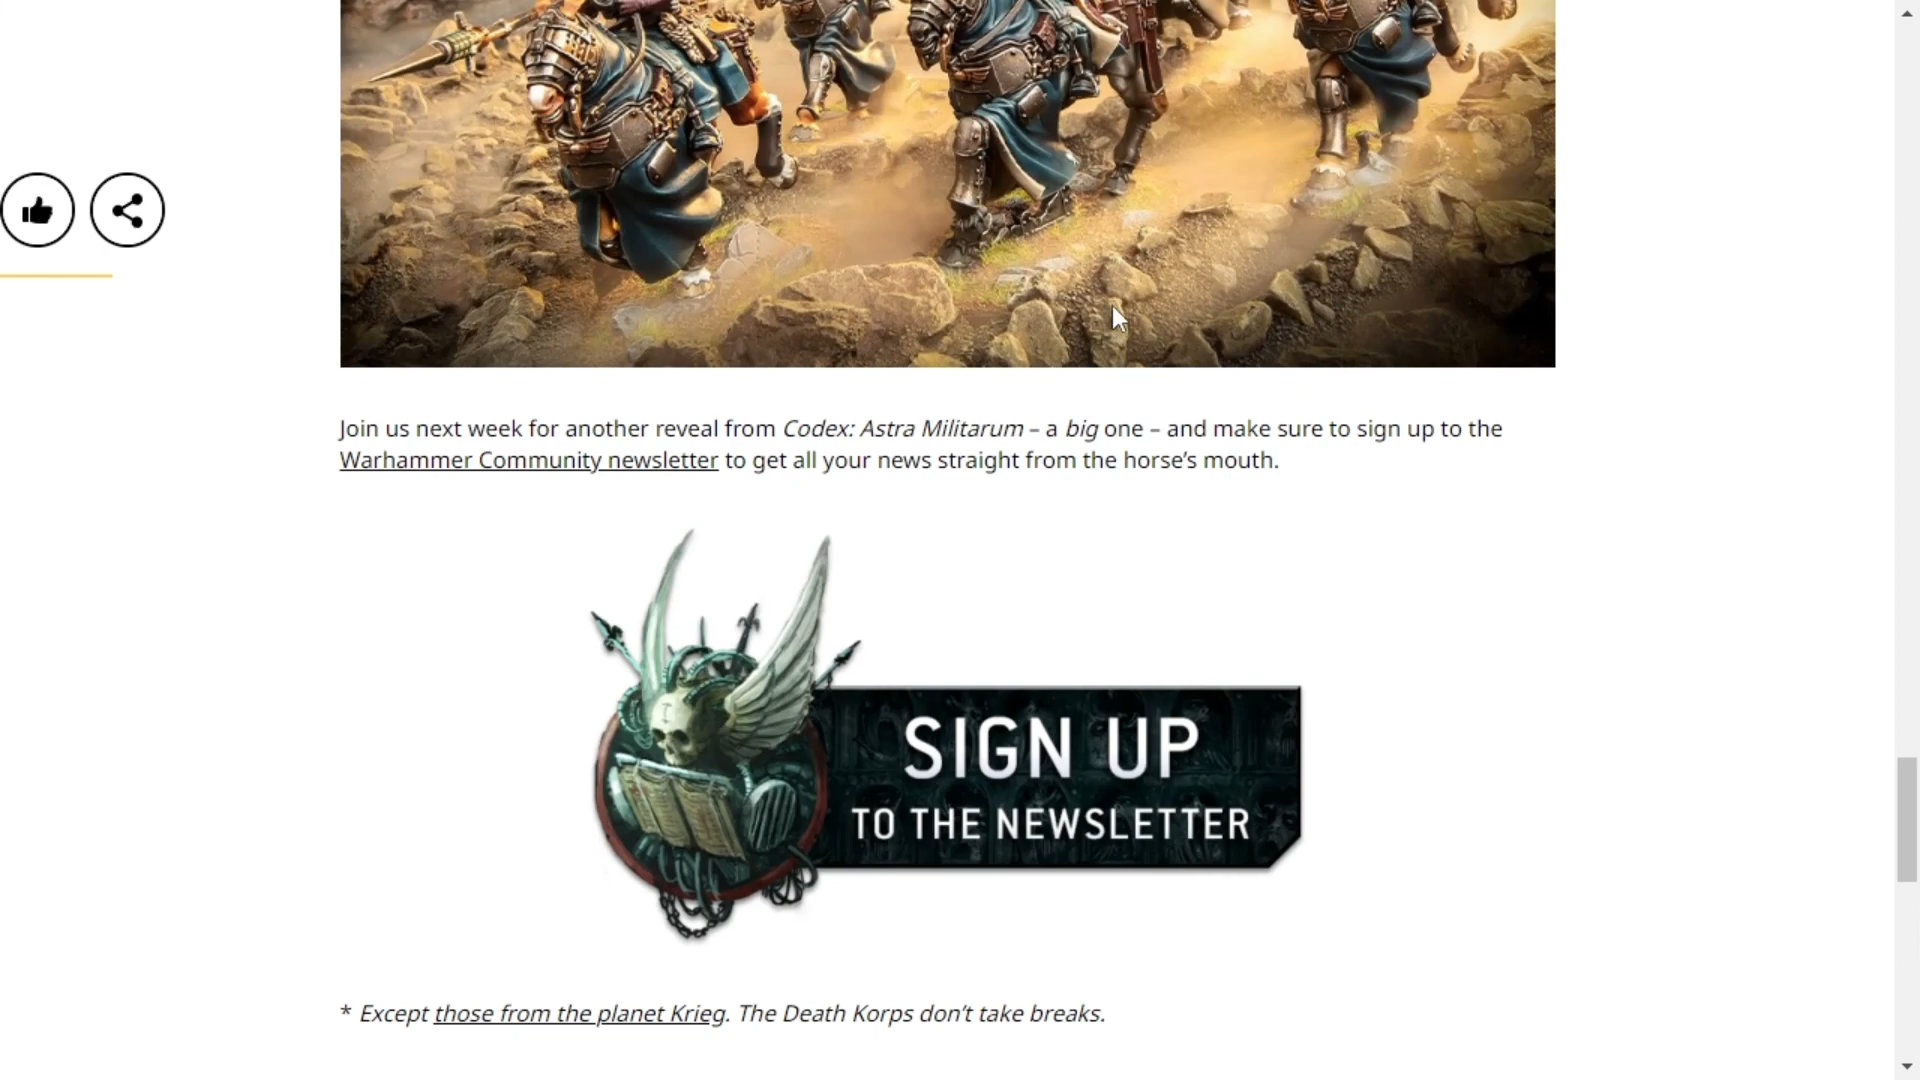 Join us next week for another reveal from Codex: Astra Militarum – a big one – and make sure to sign up to the
Warhammer Community newsletter to get all your news straight from the horse’s mouth.
SIGN UP
TO THE NEWSLETTER
* Except those from the planet Krieg. The Death Korps don’t take breaks.